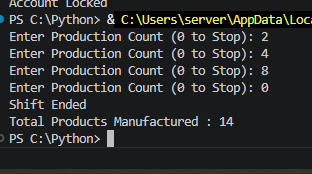 Account Locked
PS C:\Python> & C:\Users\server\AppData\Loca
Enter Production Count (0 to Stop): 2
Enter Production Count (0 to Stop): 4
Enter Production Count (0 to Stop): 8
Enter Production Count (0 to Stop): 0
Shift Ended
Total Products Manufactured : 14
PS C:\Python>